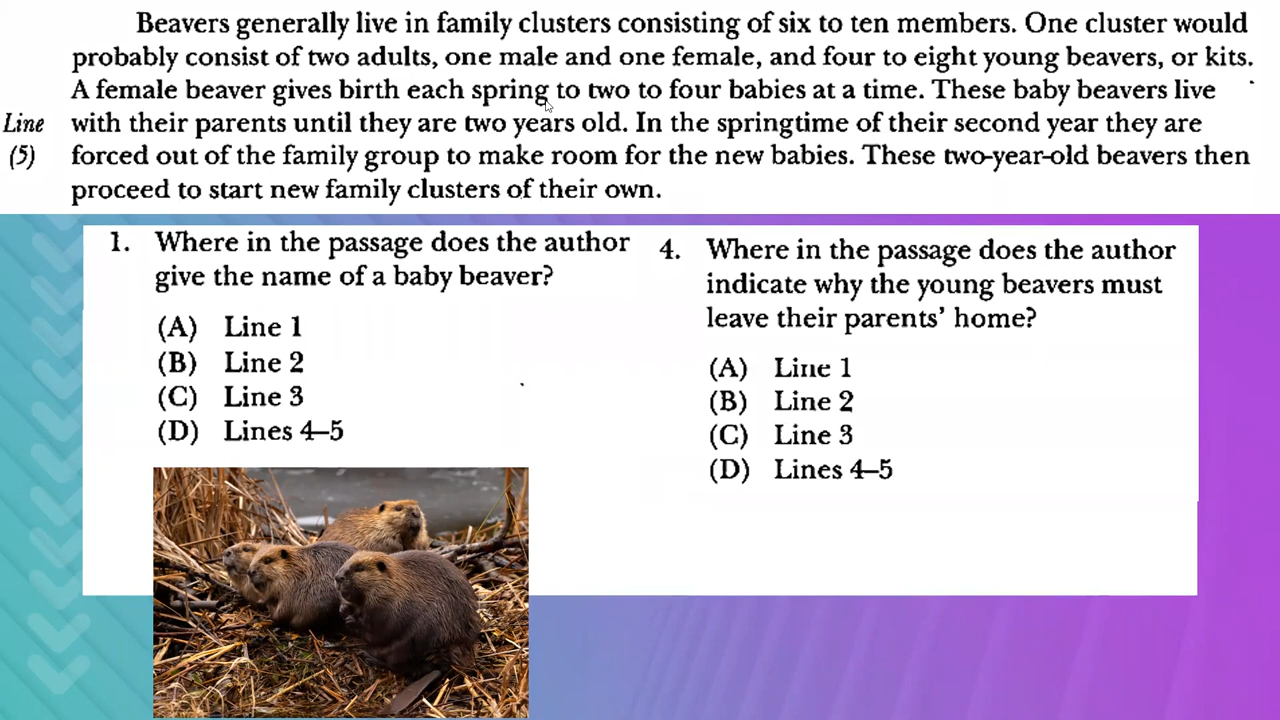 Beavers generally live in family clusters consisting of six to ten members. One cluster would
probably consist of two adults, one male and one female, and four to eight young beavers, or kits.
A female beaver gives birth each spring to two to four babies at a time. These baby beavers live
Line with their parents until they are two years old. In the springtime of their second year they are
(5) forced out of the family group to make room for the new babies. These two-year-old beavers then
proceed to start new family clusters of their own.
1. Where in the passage does the author
give the name of a baby beaver?
(A) Line 1
(B) Line 2
(C) Line 3
(D) Lines 4–5
4. Where in the passage does the author
indicate why the young beavers must
leave their parents' home?
(A) Line 1
(B) Line 2
(C) Line 3
(D) Lines 4–5